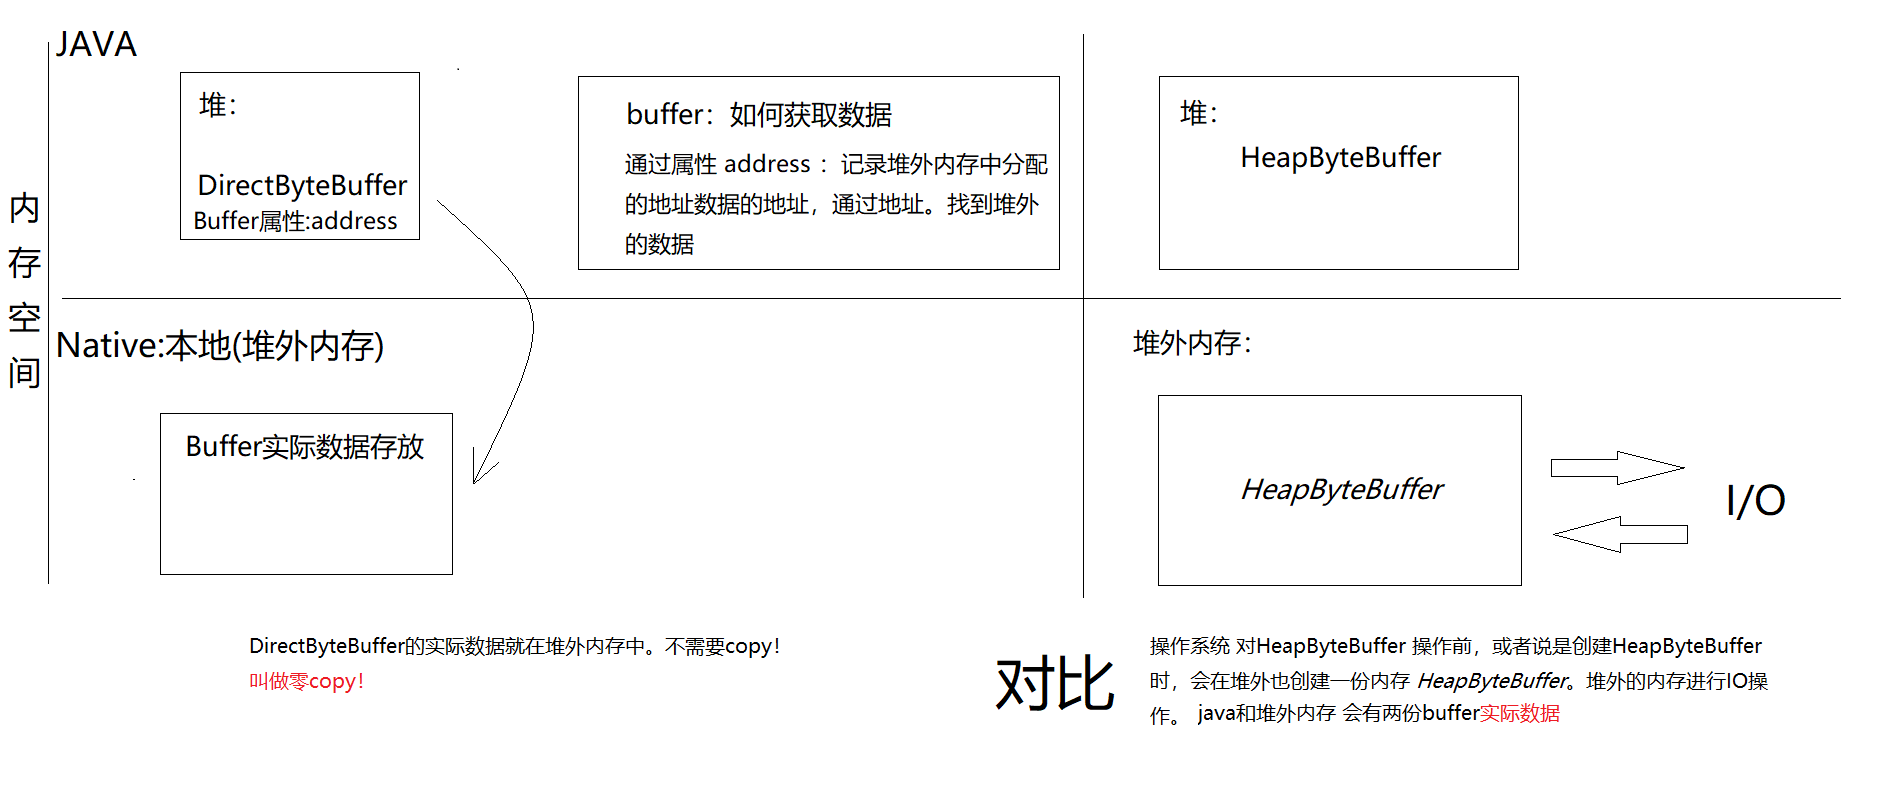 JAVA
堆：
DirectByteBuffer
Buffer属性:address
buffer：如何获取数据
通过属性 address ：记录堆外内存中分配
的地址数据的地址，通过地址。找到堆外
的数据
堆：
HeapByteBuffer
内
存
空
间
Native:本地(堆外内存)
Buffer实际数据存放
堆外内存：
HeapByteBuffer
I/O
DirectByteBuffer的实际数据就在堆外内存中。不需要copy！
叫做零copy！
对比
操作系统 对HeapByteBuffer 操作前，或者说是创建HeapByteBuffer
时，会在堆外也创建一份内存 HeapByteBuffer。堆外的内存进行IO操
作。 java和堆外内存 会有两份buffer实际数据